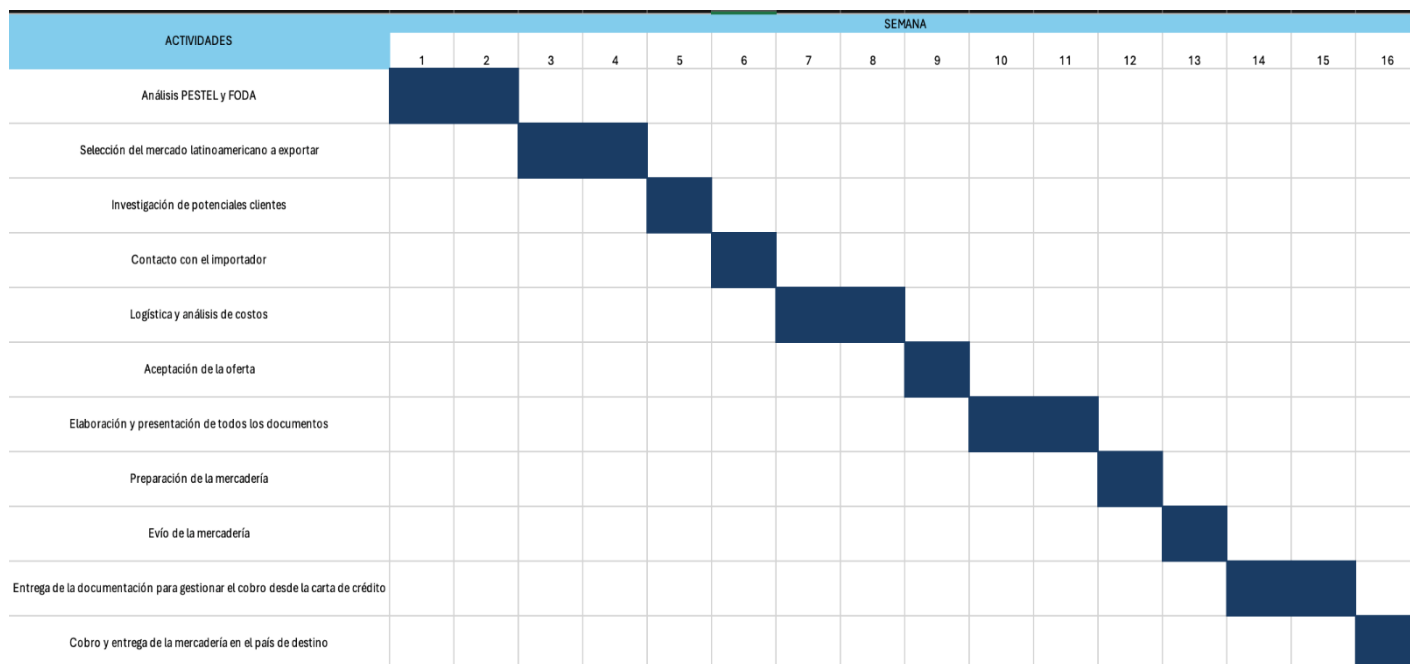 SEMANA
ACTIVIDADES
1 2 3 4 5 6 7 8 9 10 11 12 13 14 15 16
Análisis PESTEL y FODA
Selección del mercado latinoamericano a exportar
Investigación de potenciales clientes
Contacto con el importador
Logística y análisis de costos
Aceptación de la oferta
Elaboración y presentación de todos los documentos
Preparación de la mercadería
Evío de la mercadería
Entrega de la documentación para gestionar el cobro desde la carta de crédito
Cobro y entrega de la mercadería en el país de destino